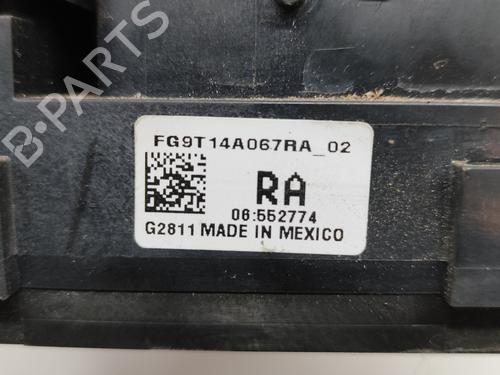 FG9T14A067RA_02
RA
06:552774
G2811 MADE IN MEXICO
B-PARTS